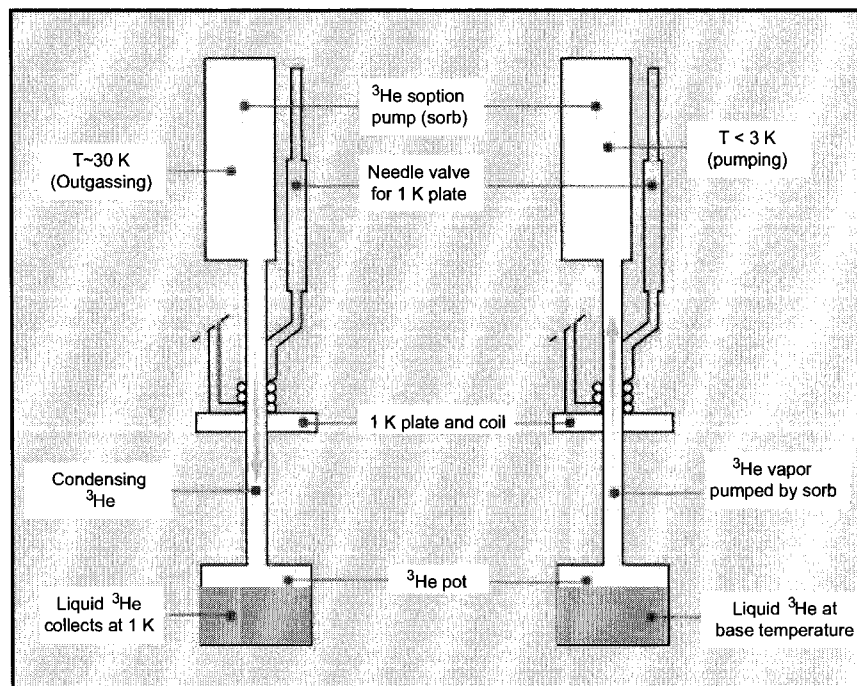 ³He soption
pump (sorb)
T~30 K
(Outgassing)
T < 3 K
(pumping)
Needle valve
for 1 K plate
1 K plate and coil
Condensing
³He
³He vapor
pumped by sorb
³He pot
Liquid ³He
collects at 1 K
Liquid ³He at
base temperature